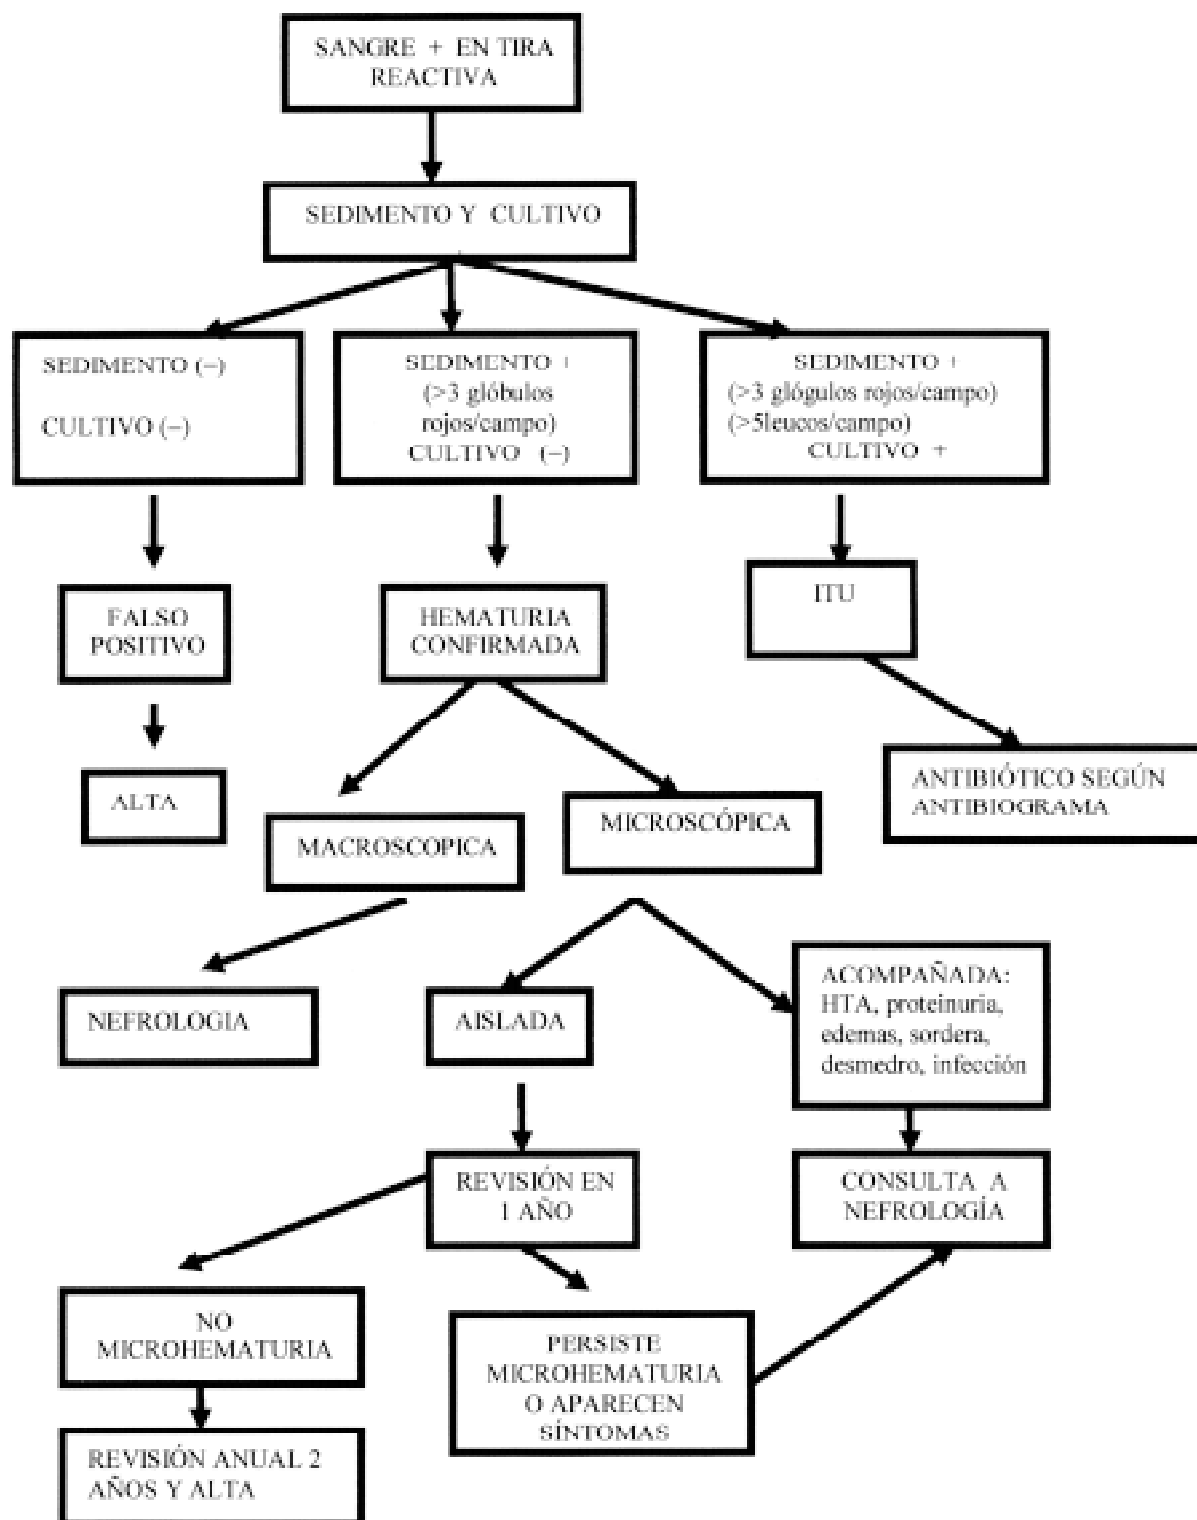 SANGRE + EN TIRA
REACTIVA
SEDIMENTO Y CULTIVO
SEDIMENTO (–)
CULTIVO (–)
SEDIMENTO +
(>3 glóbulos
rojos/campo)
CULTIVO (–)
SEDIMENTO +
(>3 glógulos rojos/campo)
(>5leucos/campo)
CULTIVO +
FALSO
POSITIVO
HEMATURIA
CONFIRMADA
ITU
ALTA
MACROSCOPICA
MICROSCÓPICA
ANTIBIÓTICO SEGÚN
ANTIBIOGRAMA
NEFROLOGIA
AISLADA
ACOMPAÑADA:
HTA, proteinuria,
edemas, sordera,
desmedro, infección
REVISIÓN EN
1 AÑO
CONSULTA A
NEFROLOGÍA
NO
MICROHEMATURIA
PERSISTE
MICROHEMATURIA
O APARECEN
SÍNTOMAS
REVISIÓN ANUAL 2
AÑOS Y ALTA